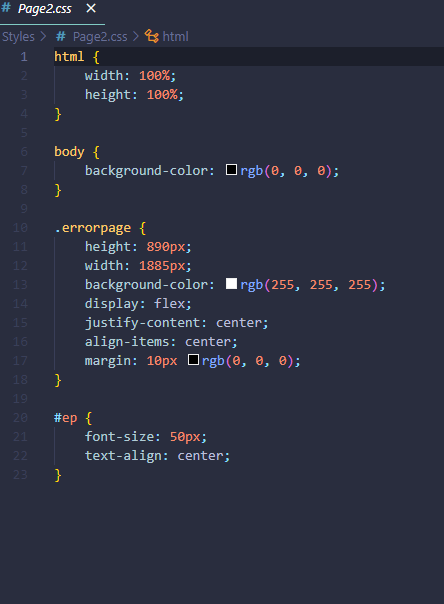 # Page2.css ×
Styles > # Page2.css > html
1 html {
2 width: 100%;
3 height: 100%;
4 }
5
6 body {
7 background-color: rgb(0, 0, 0);
8 }
9
10 .errorpage {
11 height: 890px;
12 width: 1885px;
13 background-color: rgb(255, 255, 255);
14 display: flex;
15 justify-content: center;
16 align-items: center;
17 margin: 10px rgb(0, 0, 0);
18 }
19
20 #ep {
21 font-size: 50px;
22 text-align: center;
23 }